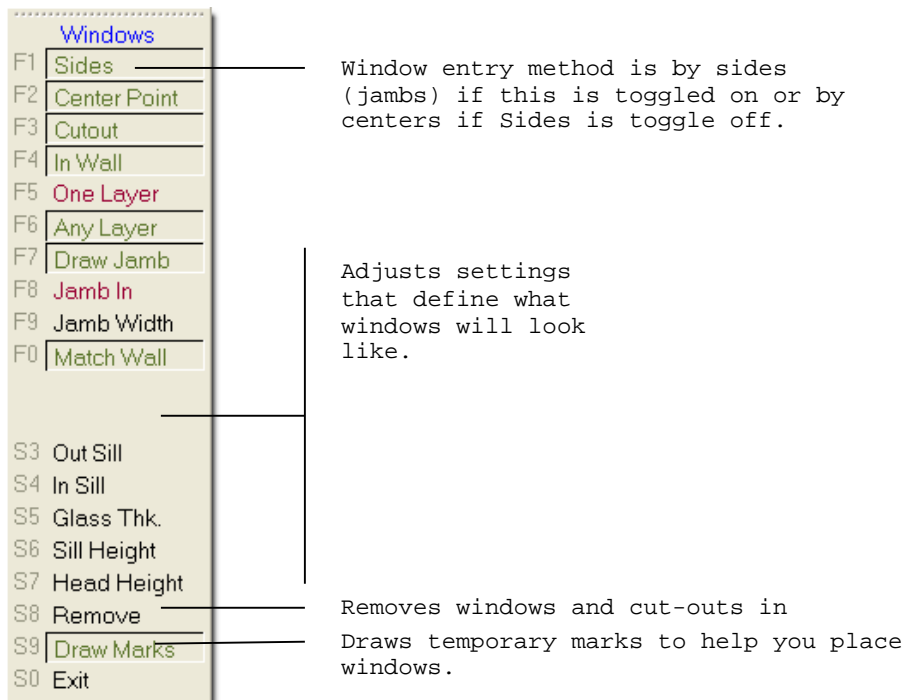 Windows
F1 Sides
F2 Center Point
F3 Cutout
F4 In Wall
F5 One Layer
F6 Any Layer
F7 Draw Jamb
F8 Jamb In
F9 Jamb Width
F0 Match Wall
S3 Out Sill
S4 In Sill
S5 Glass Thk.
S6 Sill Height
S7 Head Height
S8 Remove
S9 Draw Marks
S0 Exit
Window entry method is by sides
(jambs) if this is toggled on or by
centers if Sides is toggle off.
Adjusts settings
that define what
windows will look
like.
Removes windows and cut-outs in
Draws temporary marks to help you place
windows.